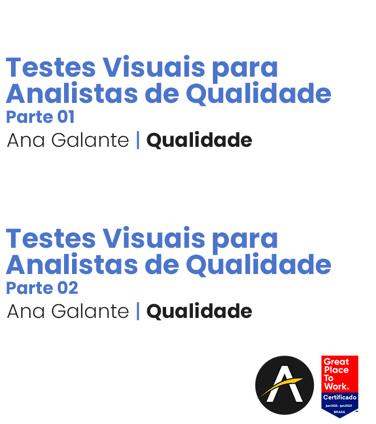 Testes Visuais para
Analistas de Qualidade
Parte 01
Ana Galante | Qualidade
Testes Visuais para
Analistas de Qualidade
Parte 02
Ana Galante | Qualidade
Great
Place
To
Work.
Certificado
BRASIL